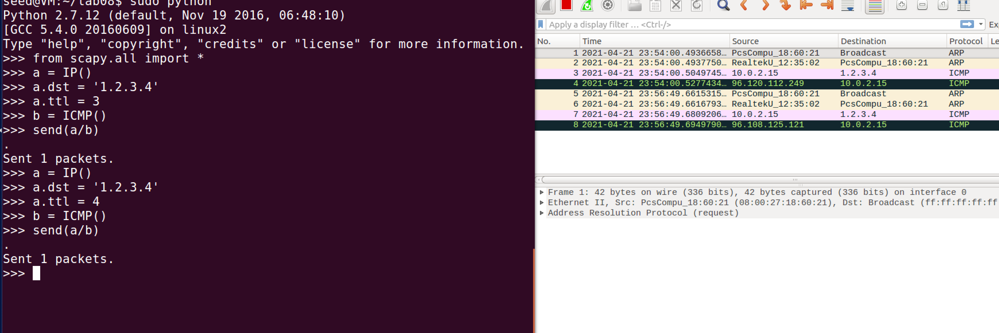 seed@VM:~/lab08$ sudo python
Python 2.7.12 (default, Nov 19 2016, 06:48:10)
[GCC 5.4.0 20160609] on linux2
Type "help", "copyright", "credits" or "license" for more information.
>>> from scapy.all import *
>>> a = IP()
>>> a.dst = '1.2.3.4'
>>> a.ttl = 3
>>> b = ICMP()
>>> send(a/b)
.
Sent 1 packets.
>>> a = IP()
>>> a.dst = '1.2.3.4'
>>> a.ttl = 4
>>> b = ICMP()
>>> send(a/b)
.
Sent 1 packets.
>>>
Apply a display filter … <Ctrl-/> Ex
No. Time Source Destination Protocol Le
1 2021-04-21 23:54:00.4936658… PcsCompu_18:60:21 Broadcast ARP
2 2021-04-21 23:54:00.4937750… RealtekU_12:35:02 PcsCompu_18:60:21 ARP
3 2021-04-21 23:54:00.5049745… 10.0.2.15 1.2.3.4 ICMP
4 2021-04-21 23:54:00.5277434… 96.120.112.249 10.0.2.15 ICMP
5 2021-04-21 23:56:49.6615315… PcsCompu_18:60:21 Broadcast ARP
6 2021-04-21 23:56:49.6616793… RealtekU_12:35:02 PcsCompu_18:60:21 ARP
7 2021-04-21 23:56:49.6809206… 10.0.2.15 1.2.3.4 ICMP
8 2021-04-21 23:56:49.6949790… 96.108.125.121 10.0.2.15 ICMP
Frame 1: 42 bytes on wire (336 bits), 42 bytes captured (336 bits) on interface 0
Ethernet II, Src: PcsCompu_18:60:21 (08:00:27:18:60:21), Dst: Broadcast (ff:ff:ff:ff:ff
Address Resolution Protocol (request)